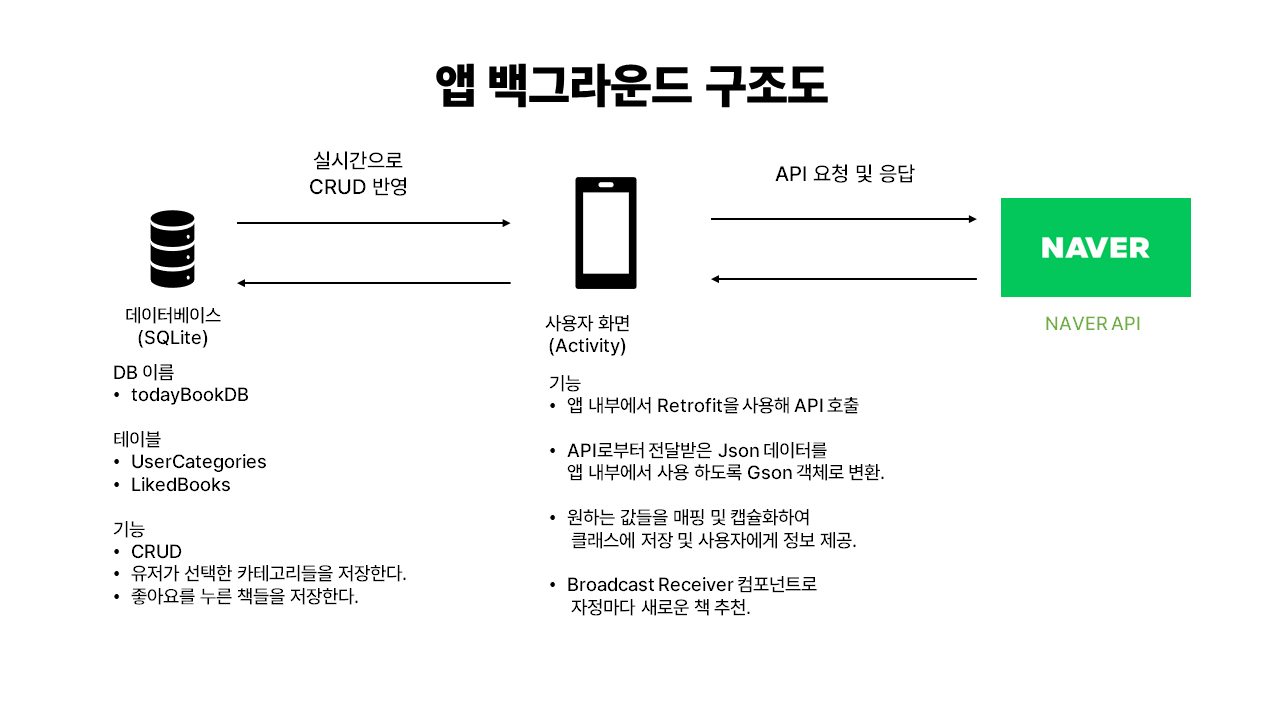 앱 백그라운드 구조도
실시간으로
CRUD 반영
API 요청 및 응답
NAVER
데이터베이스
(SQLite)
사용자 화면
(Activity)
NAVER API
DB 이름
• todayBookDB
테이블
• UserCategories
• LikedBooks
기능
• CRUD
• 유저가 선택한 카테고리들을 저장한다.
• 좋아요를 누른 책들을 저장한다.
기능
• 앱 내부에서 Retrofit을 사용해 API 호출
• API로부터 전달받은 Json 데이터를
앱 내부에서 사용 하도록 Gson 객체로 변환.
• 원하는 값들을 매핑 및 캡슐화하여
클래스에 저장 및 사용자에게 정보 제공.
• Broadcast Receiver 컴포넌트로
자정마다 새로운 책 추천.